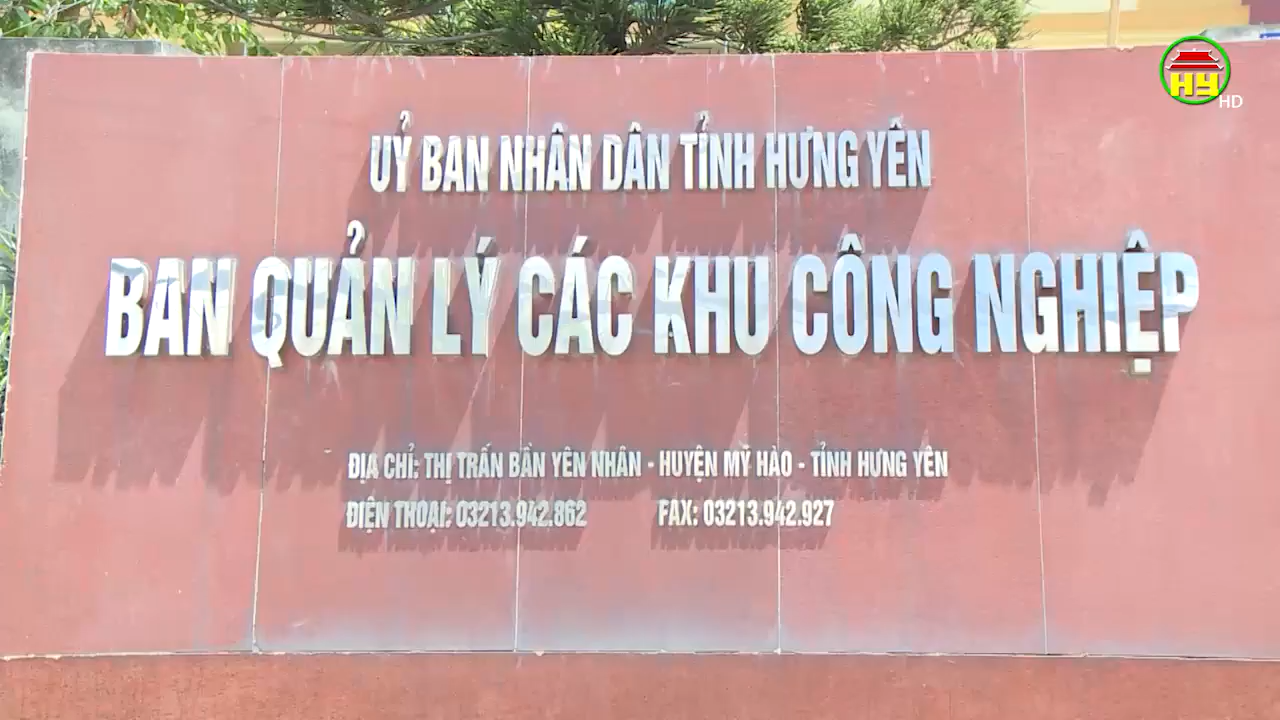 HY
HD
UỶ BAN NHÂN DÂN TỈNH HƯNG YÊN
BAN QUẢN LÝ CÁC KHU CÔNG NGHIỆP
ĐỊA CHỈ: THỊ TRẤN BẦN YÊN NHÂN - HUYỆN MỸ HÀO - TỈNH HƯNG YÊN
ĐIỆN THOẠI: 03213.942.862 FAX: 03213.942.927